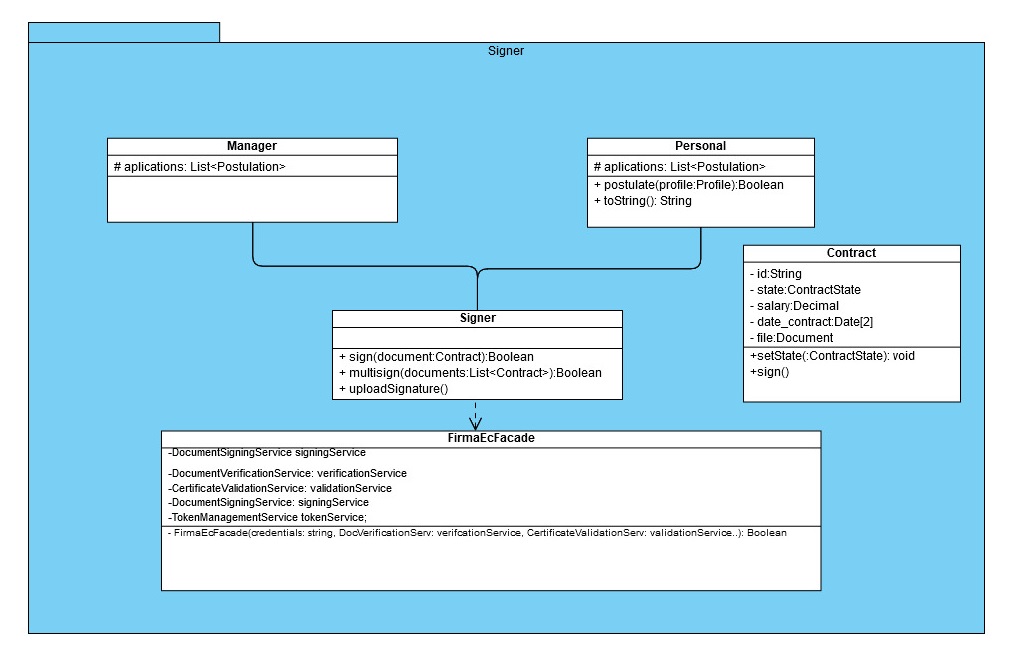 Signer
Manager
# aplications: List<Postulation>
Personal
# aplications: List<Postulation>
+ postulate(profile:Profile):Boolean
+ toString(): String
Contract
- id:String
- state:ContractState
- salary:Decimal
- date_contract:Date[2]
- file:Document
+setState(:ContractState): void
+sign()
Signer
+ sign(document:Contract):Boolean
+ multisign(documents:List<Contract>):Boolean
+ uploadSignature()
FirmaEcFacade
-DocumentSigningService signingService
-DocumentVerificationService: verificationService
-CertificateValidationService: validationService
-DocumentSigningService: signingService
-TokenManagementService tokenService;
- FirmaEcFacade(credentials: string, DocVerificationServ: verifcationService, CertificateValidationServ: validationService..): Boolean